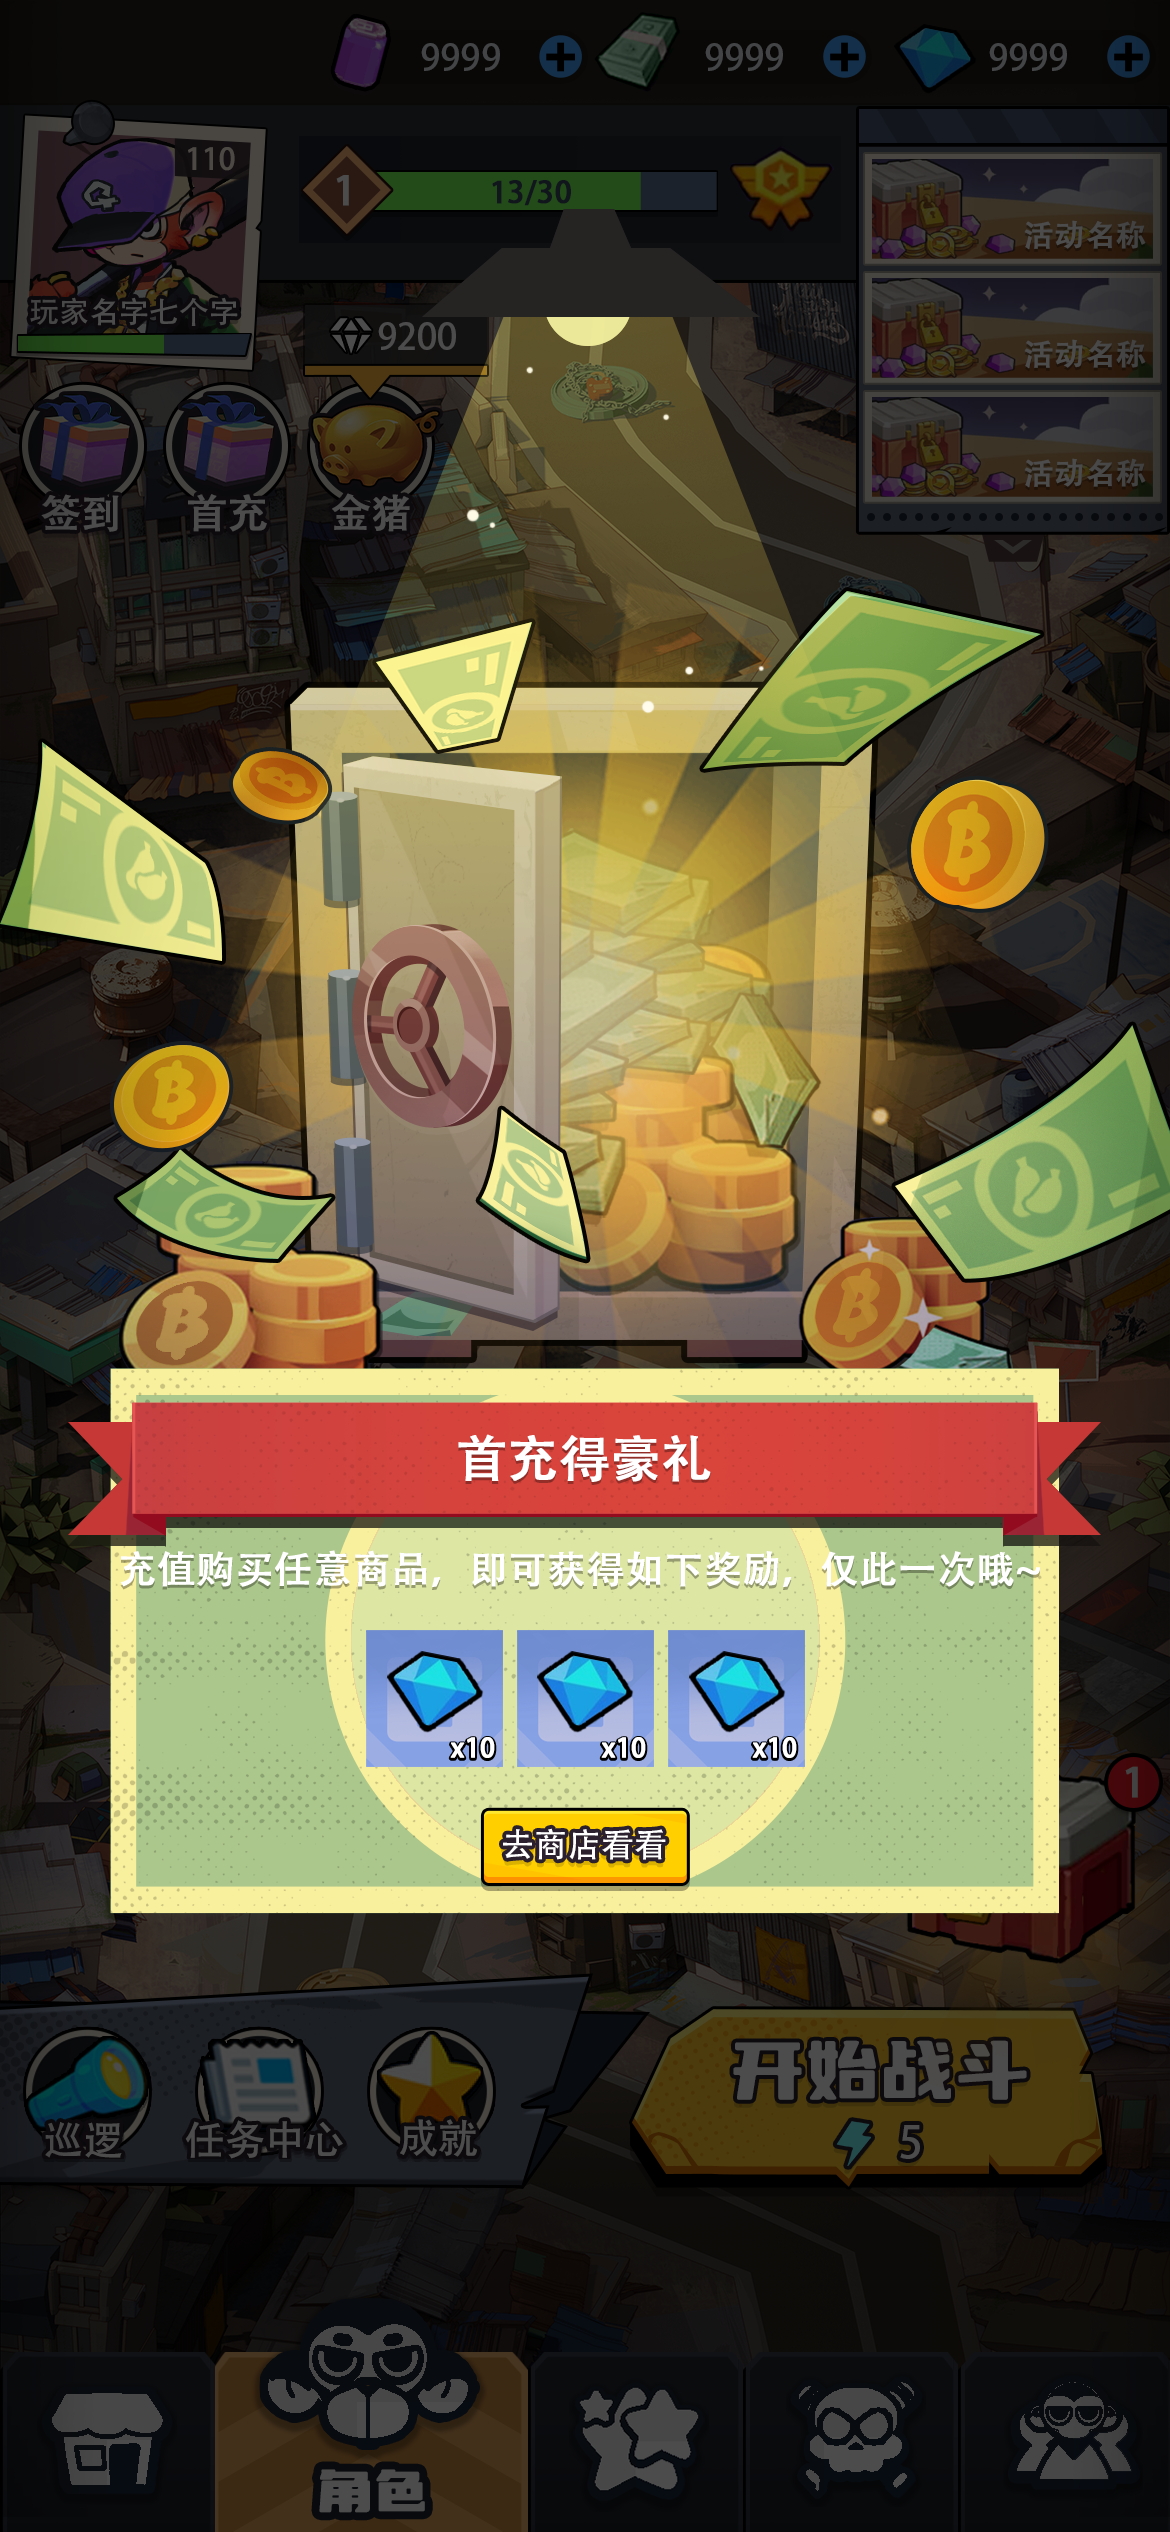 9999
9999
9999
110
玩家名字七个字
1
13/30
活动名称
活动名称
活动名称
9200
签到
首充
金猪
首充得豪礼
充值购买任意商品，即可获得如下奖励，仅此一次哦~
x10
x10
x10
去商店看看
1
巡逻
任务中心
成就
开始战斗
5
角色